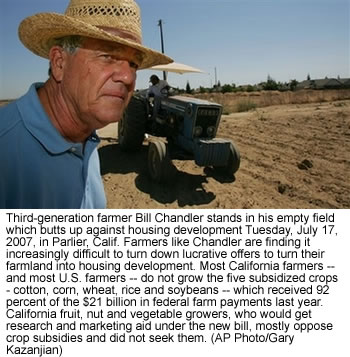 Third-generation farmer Bill Chandler stands in his empty field
which butts up against housing development Tuesday, July 17,
2007, in Parlier, Calif. Farmers like Chandler are finding it
increasingly difficult to turn down lucrative offers to turn their
farmland into housing development. Most California farmers --
and most U.S. farmers -- do not grow the five subsidized crops
- cotton, corn, wheat, rice and soybeans -- which received 92
percent of the $21 billion in federal farm payments last year.
California fruit, nut and vegetable growers, who would get
research and marketing aid under the new bill, mostly oppose
crop subsidies and did not seek them. (AP Photo/Gary
Kazanjian)